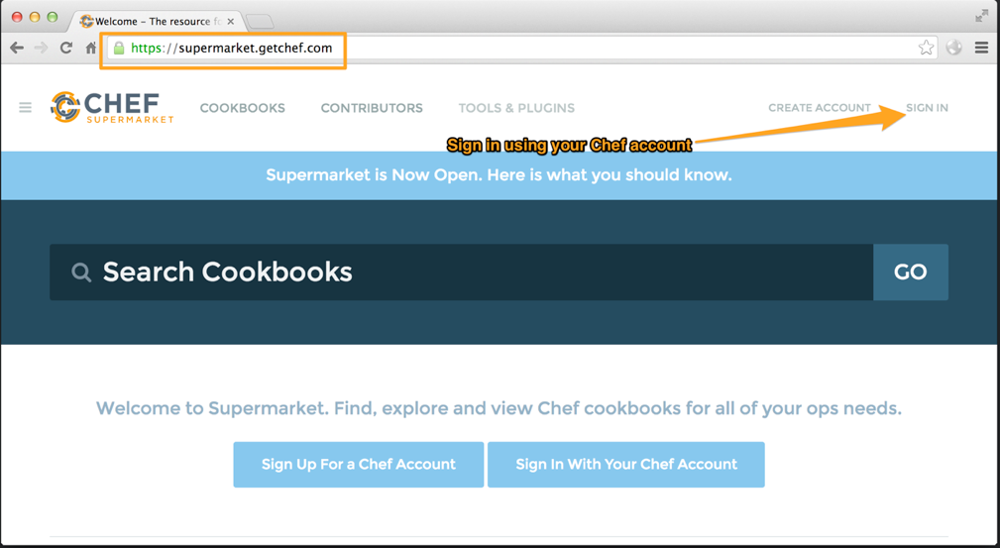 Welcome – The resource fo
https://supermarket.getchef.com
CHEF
SUPERMARKET
COOKBOOKS
CONTRIBUTORS
TOOLS & PLUGINS
CREATE ACCOUNT
SIGN IN
Sign in using your Chef account
Supermarket is Now Open. Here is what you should know.
Search Cookbooks
GO
Welcome to Supermarket. Find, explore and view Chef cookbooks for all of your ops needs.
Sign Up For a Chef Account
Sign In With Your Chef Account